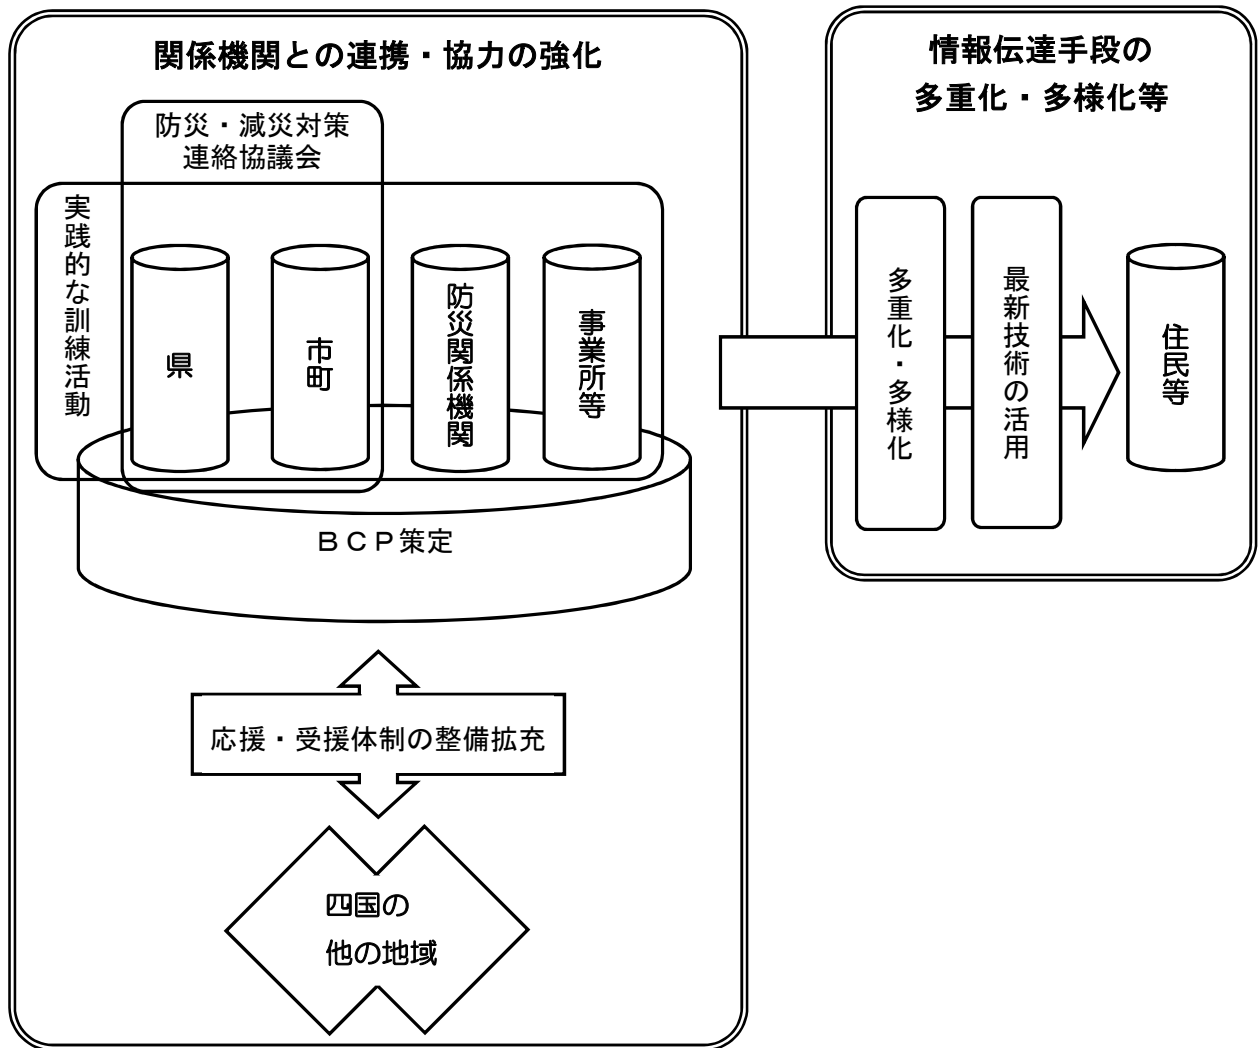 関係機関との連携・協力の強化
防災・減災対策
連絡協議会
実践的な訓練活動
県
市町
防災関係機関
事業所等
ＢＣＰ策定
応援・受援体制の整備拡充
四国の
他の地域
情報伝達手段の
多重化・多様化等
多重化・多様化
最新技術の活用
住民等